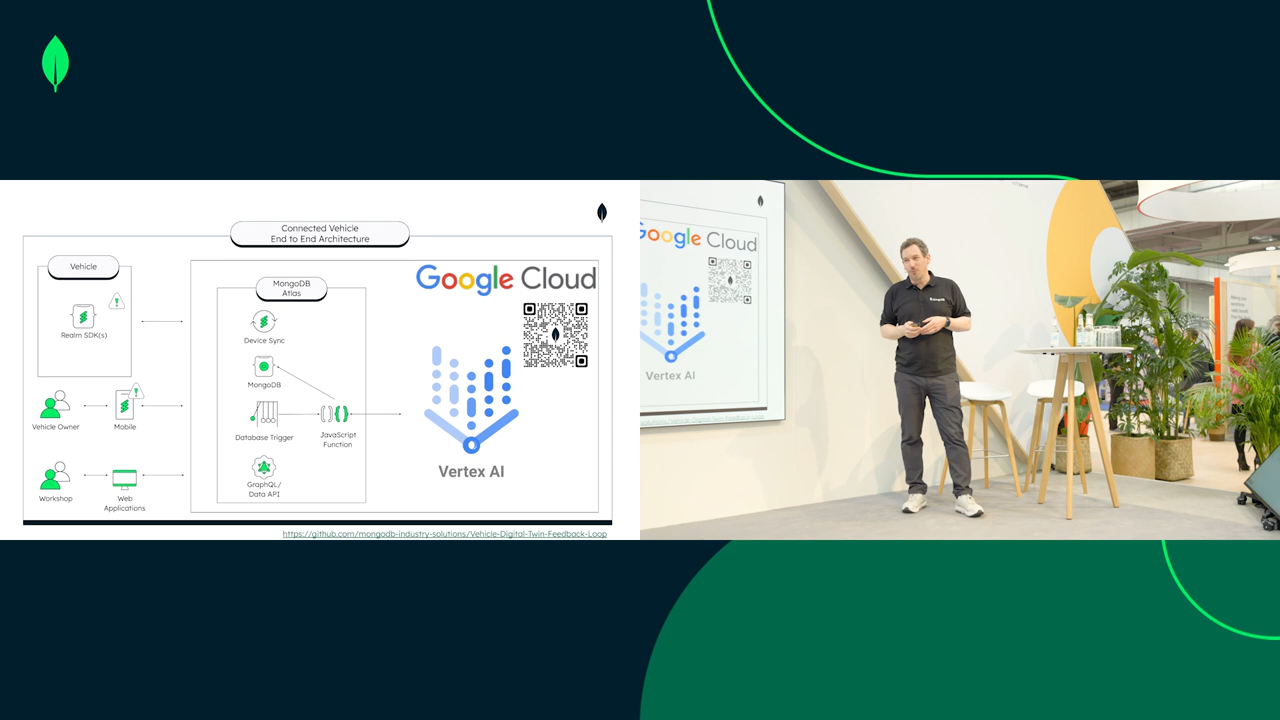 Connected Vehicle
End to End Architecture
Vehicle
Realm SDK(s)
Vehicle Owner
Mobile
Workshop
Web
Applications
MongoDB
Atlas
Device Sync
MongoDB
Database Trigger
JavaScript
Function
GraphQL/
Data API
Google Cloud
Vertex AI
https://github.com/mongodb-industry-solutions/Vehicle-Digital-Twin-Feedback-Loop
Google Cloud
Vertex AI